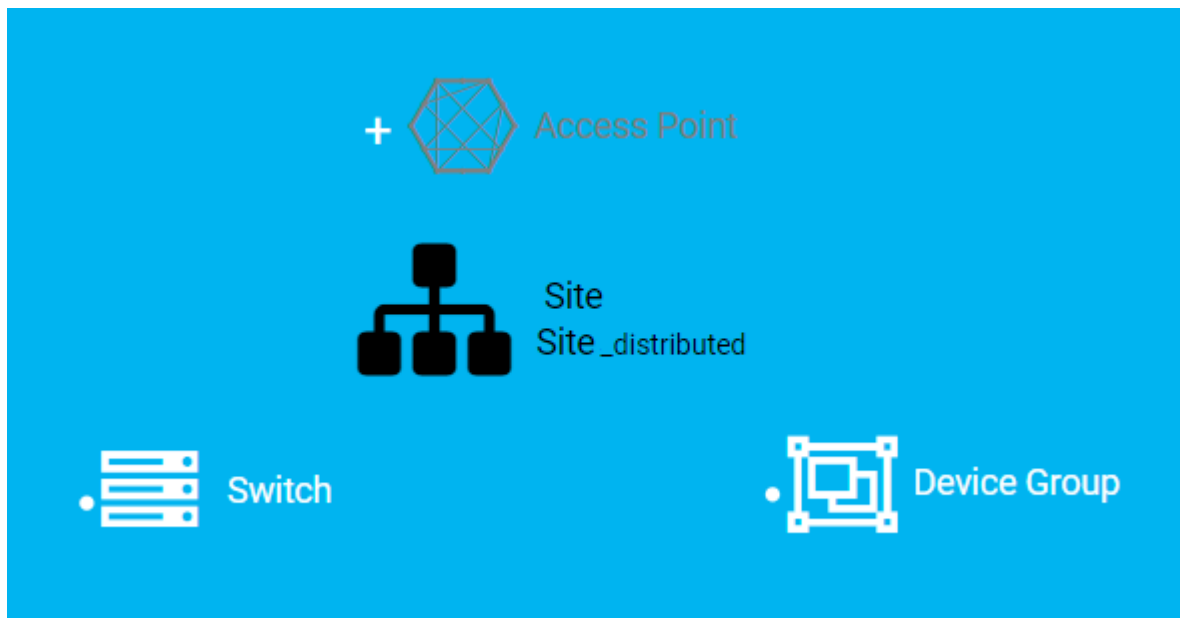 + Access Point
Site
Site_distributed
Switch
Device Group